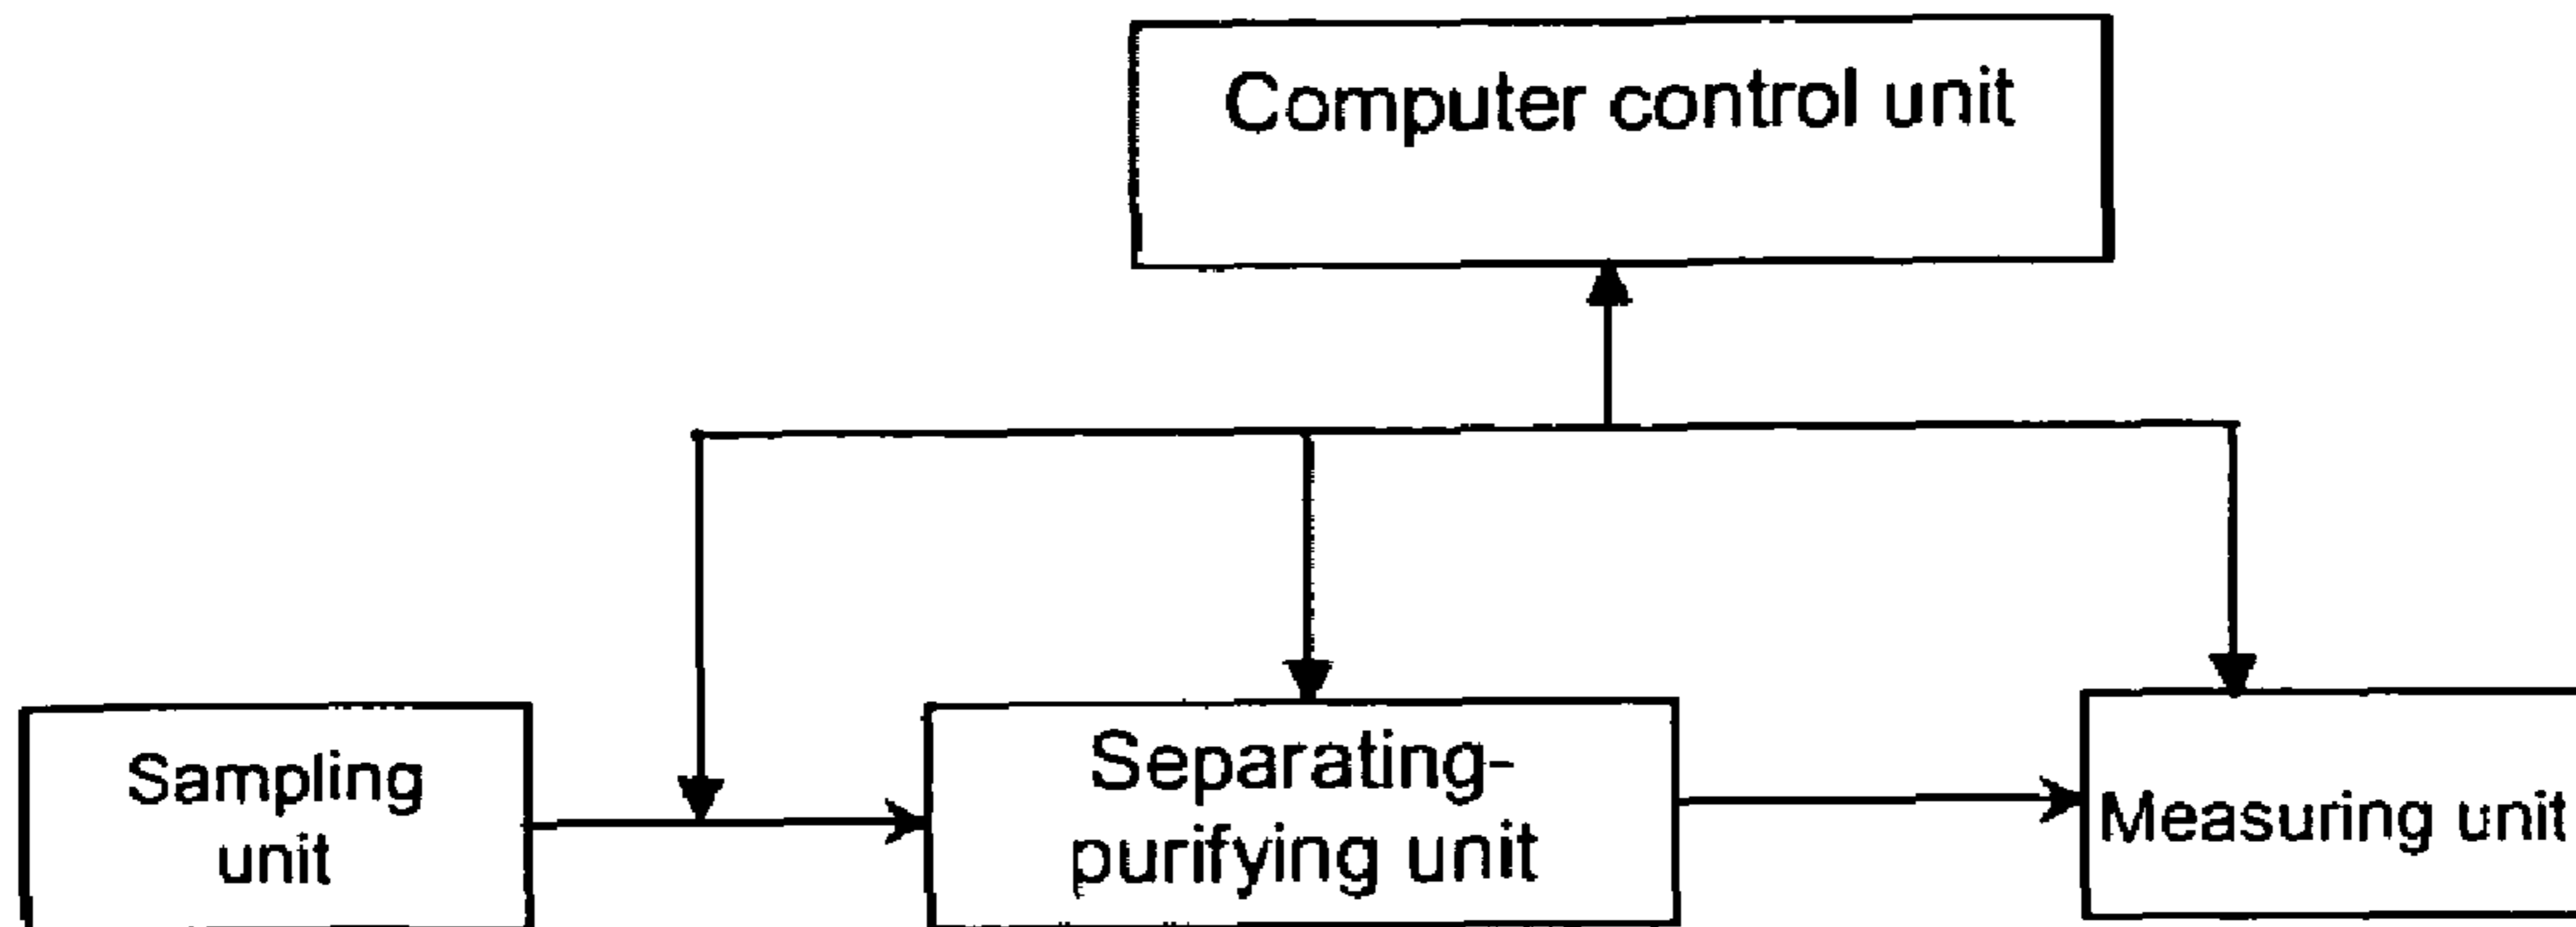 Computer control unit
Sampling
unit
Separating-
purifying unit
Measuring unit